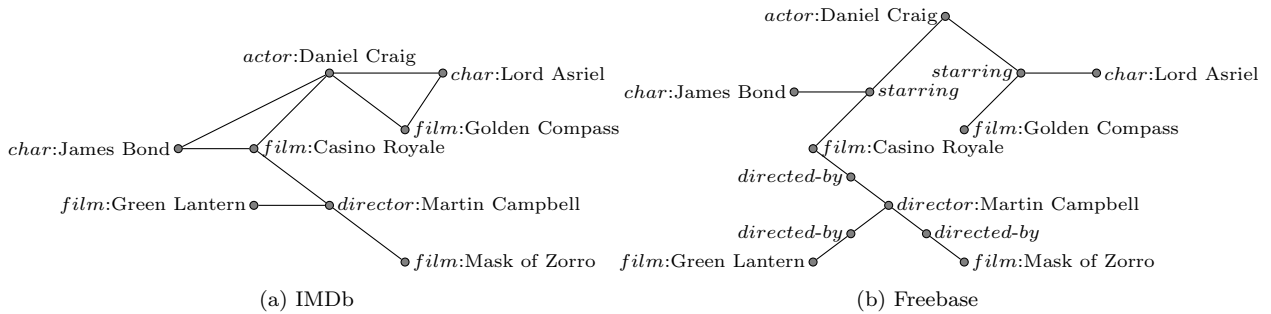 actor:Daniel Craig
char:Lord Asriel
film:Golden Compass
char:James Bond
film:Casino Royale
film:Green Lantern
director:Martin Campbell
film:Mask of Zorro
(a) IMDb
actor:Daniel Craig
starring
char:Lord Asriel
char:James Bond
starring
film:Golden Compass
film:Casino Royale
directed-by
director:Martin Campbell
directed-by
directed-by
film:Green Lantern
film:Mask of Zorro
(b) Freebase